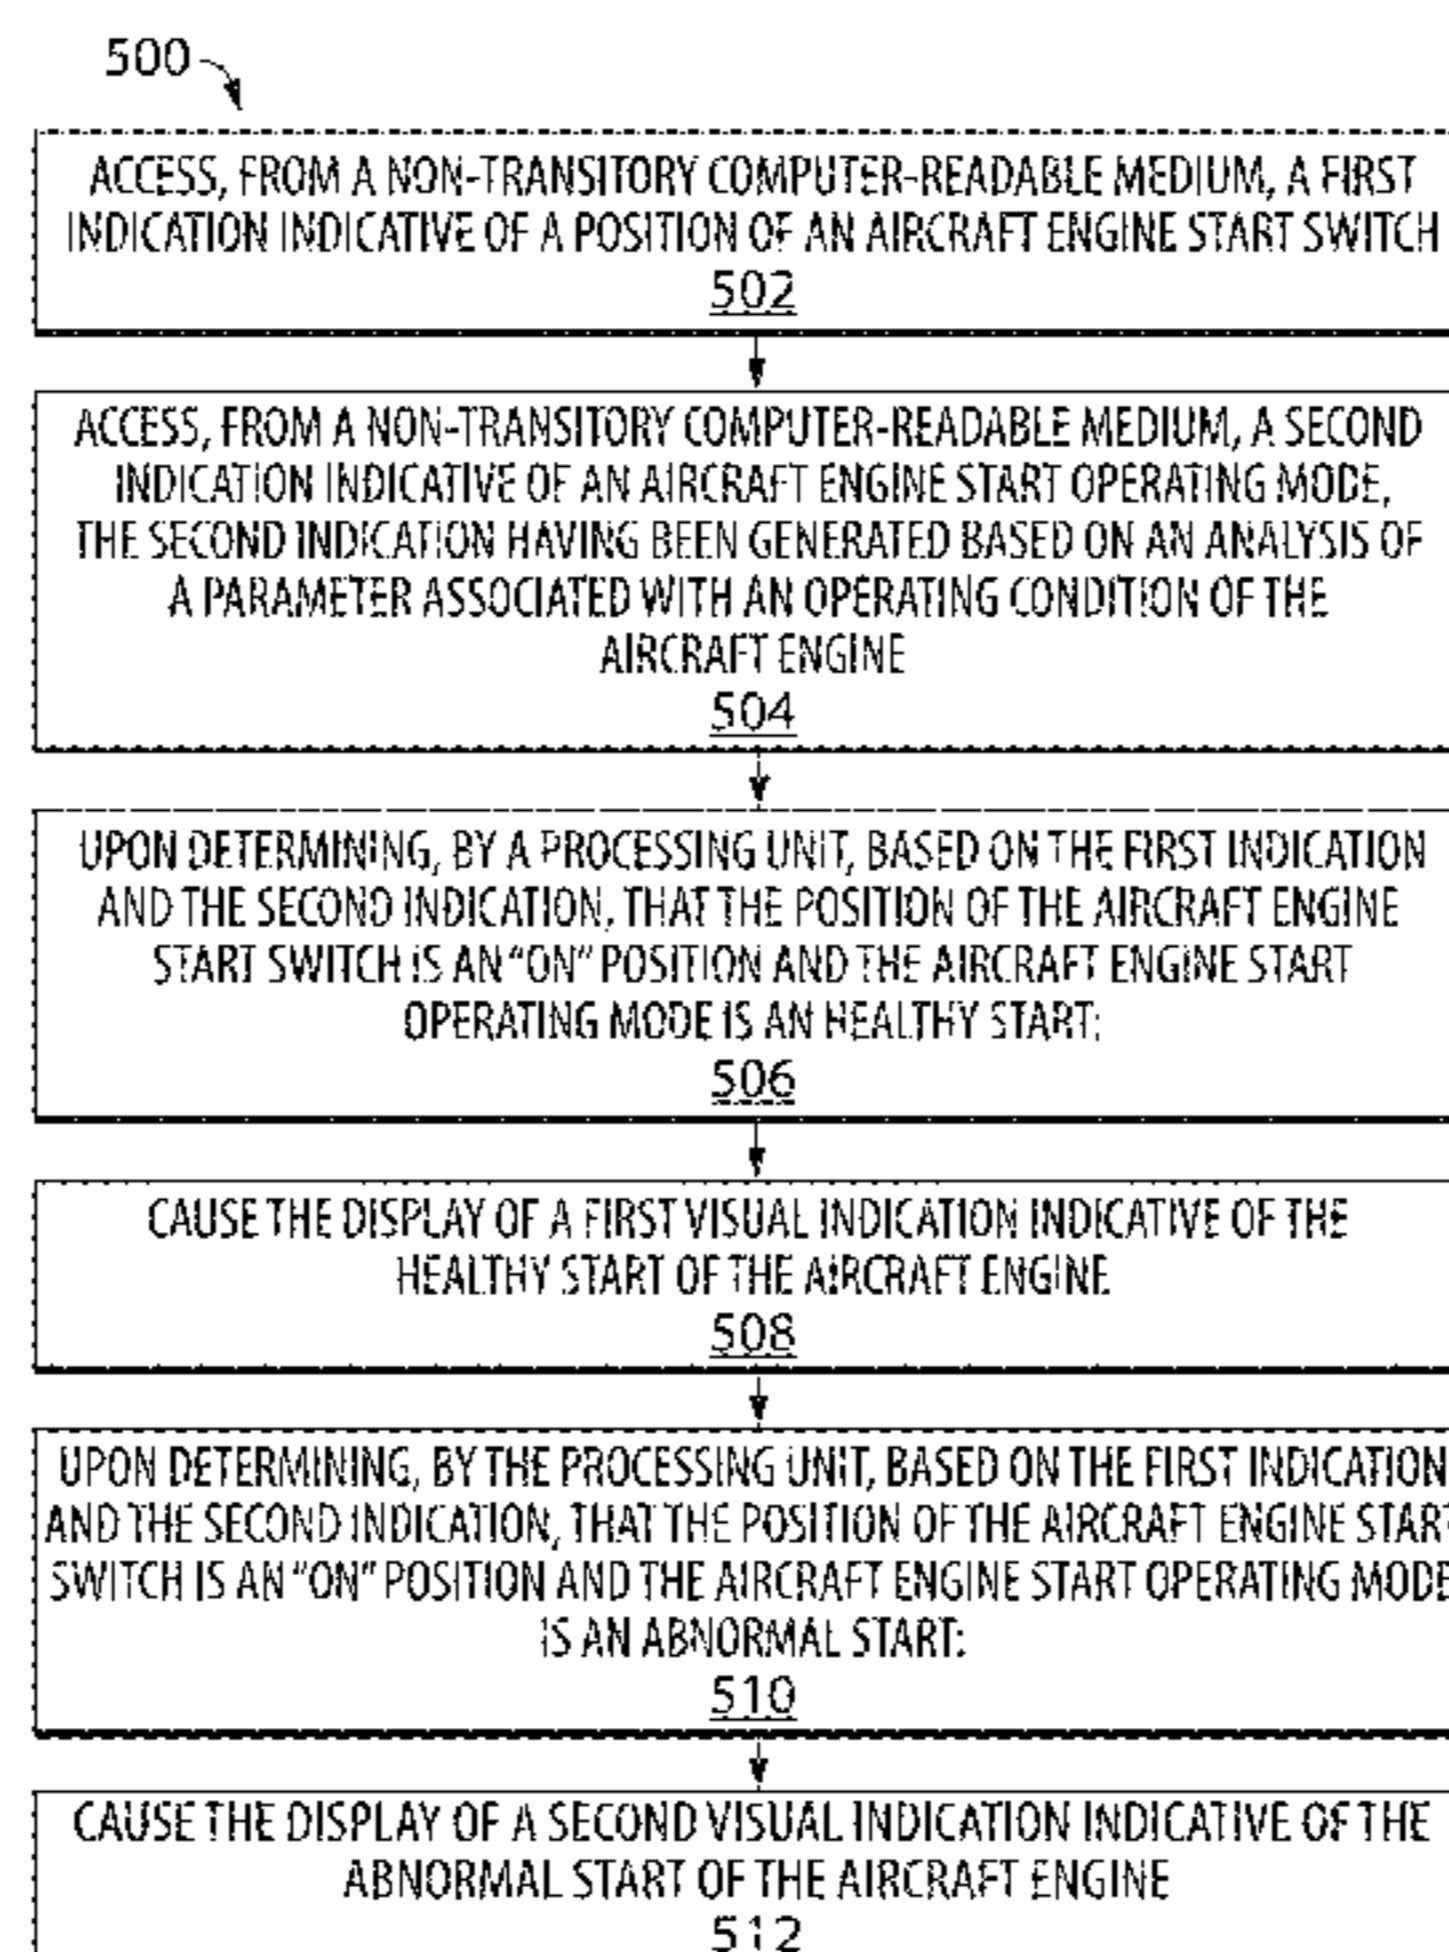 500
ACCESS, FROM A NON-TRANSITORY COMPUTER-READABLE MEDIUM, A FIRST
INDICATION INDICATIVE OF A POSITION OF AN AIRCRAFT ENGINE START SWITCH
502
ACCESS, FROM A NON-TRANSITORY COMPUTER-READABLE MEDIUM, A SECOND
INDICATION INDICATIVE OF AN AIRCRAFT ENGINE START OPERATING MODE,
THE SECOND INDICATION HAVING BEEN GENERATED BASED ON AN ANALYSIS OF
A PARAMETER ASSOCIATED WITH AN OPERATING CONDITION OF THE
AIRCRAFT ENGINE
504
UPON DETERMINING, BY A PROCESSING UNIT, BASED ON THE FIRST INDICATION
AND THE SECOND INDICATION, THAT THE POSITION OF THE AIRCRAFT ENGINE
START SWITCH IS AN "ON" POSITION AND THE AIRCRAFT ENGINE START
OPERATING MODE IS AN HEALTHY START:
506
CAUSE THE DISPLAY OF A FIRST VISUAL INDICATION INDICATIVE OF THE
HEALTHY START OF THE AIRCRAFT ENGINE
508
UPON DETERMINING, BY THE PROCESSING UNIT, BASED ON THE FIRST INDICATION
AND THE SECOND INDICATION, THAT THE POSITION OF THE AIRCRAFT ENGINE START
SWITCH IS AN "ON" POSITION AND THE AIRCRAFT ENGINE START OPERATING MODE
IS AN ABNORMAL START:
510
CAUSE THE DISPLAY OF A SECOND VISUAL INDICATION INDICATIVE OF THE
ABNORMAL START OF THE AIRCRAFT ENGINE
512